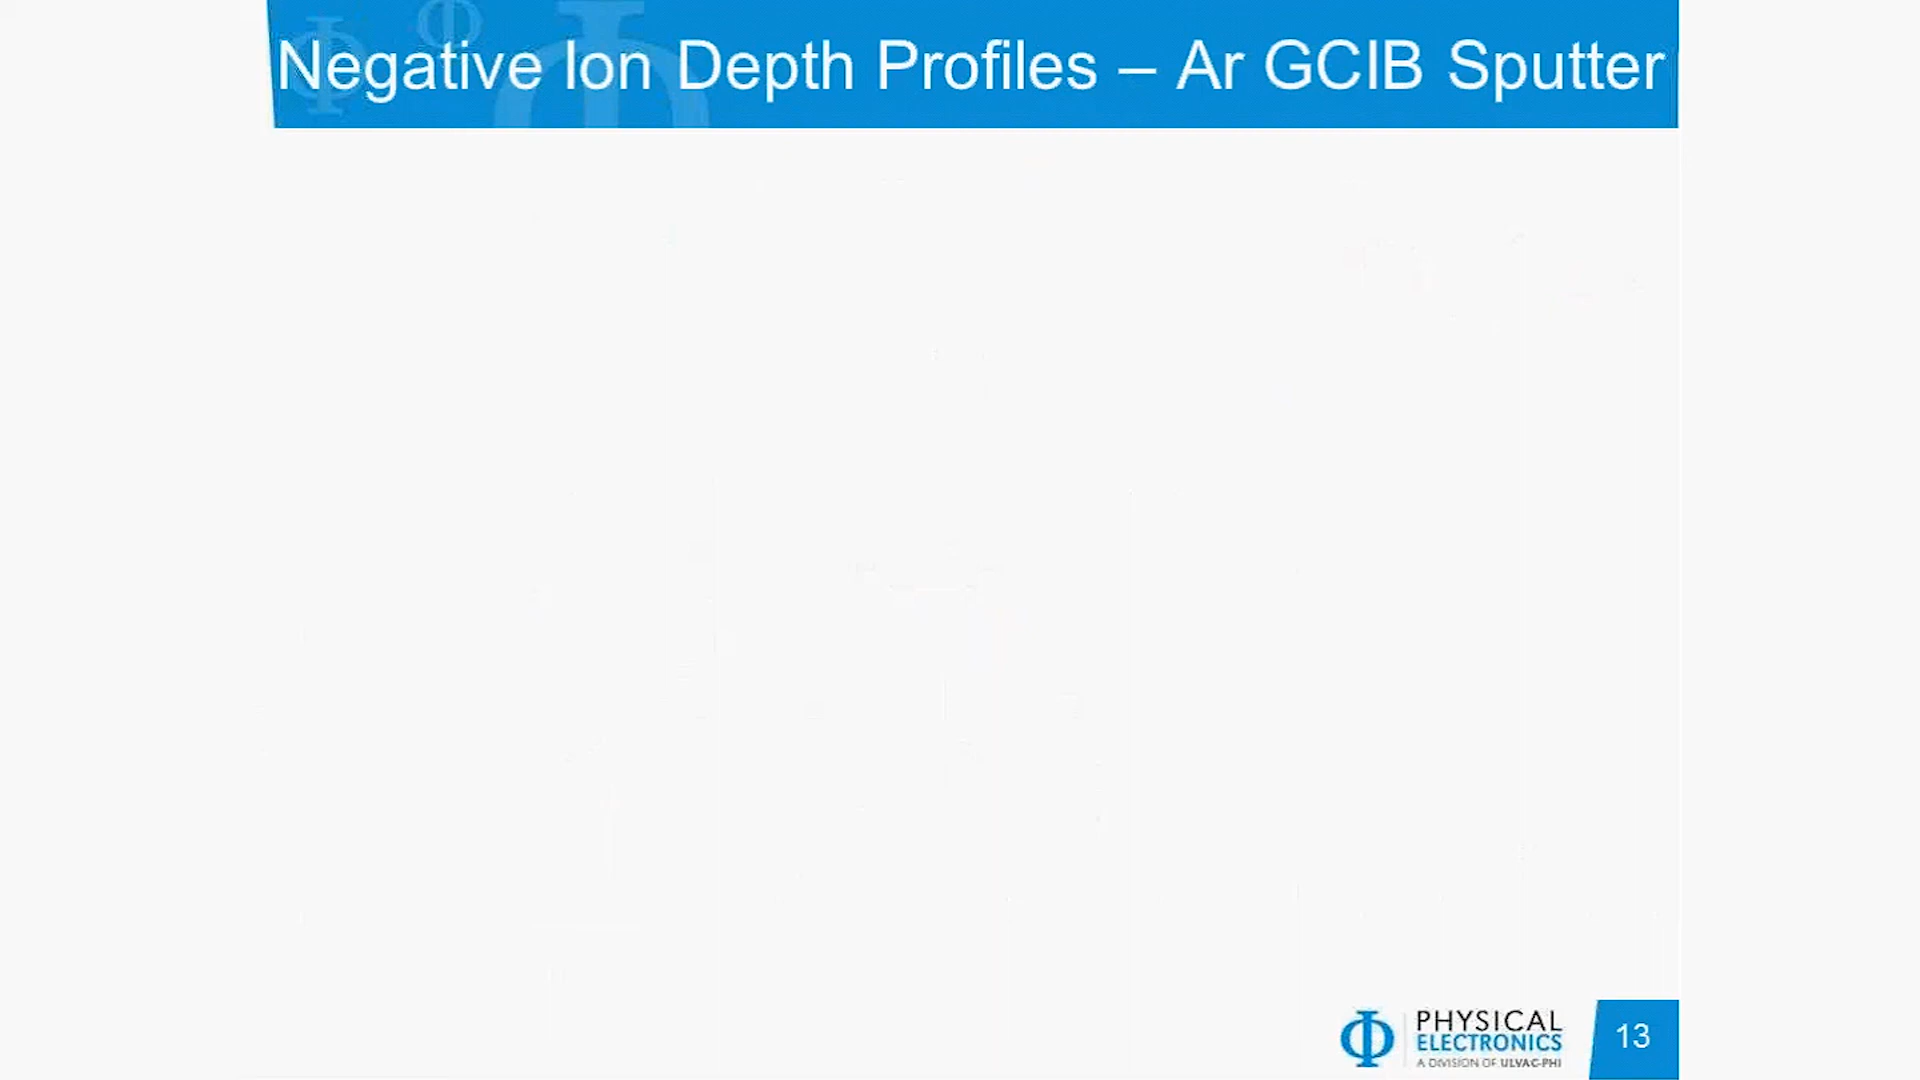 Negative Ion Depth Profiles – Ar GCIB Sputter
PHYSICAL
ELECTRONICS
A DIVISION OF ULVAC-PHI
13